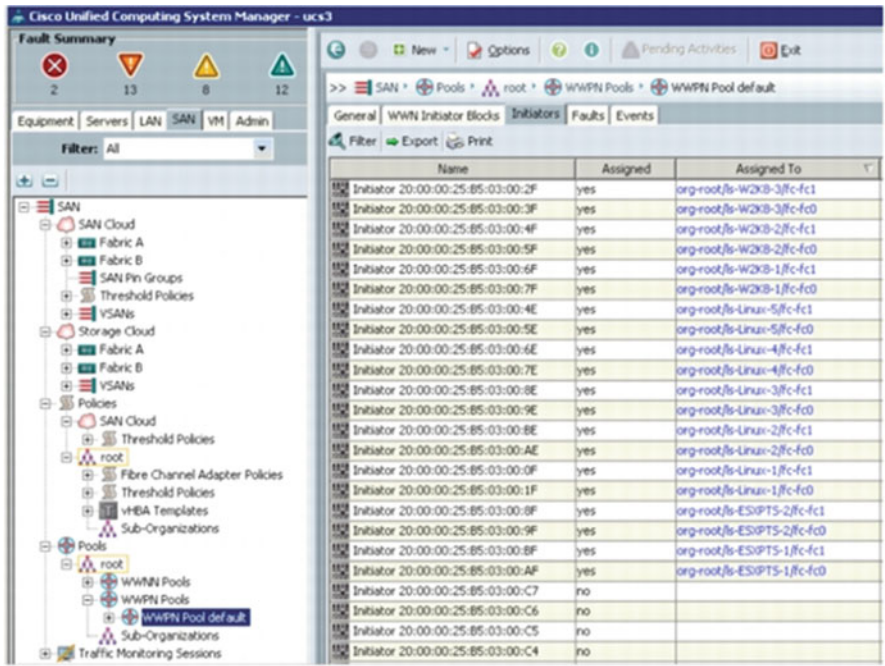 Cisco Unified Computing System Manager - ucs3
Fault Summary
2 13 8 12
Equipment Servers LAN SAN VM Admin
Filter: All
SAN
SAN Cloud
Fabric A
Fabric B
SAN Pin Groups
Threshold Policies
VSANs
Storage Cloud
Fabric A
Fabric B
VSANs
Policies
SAN Cloud
Threshold Policies
root
Fibre Channel Adapter Policies
Threshold Policies
vHBA Templates
Sub-Organizations
Pools
root
WWNN Pools
WWPN Pools
WWPN Pool default
Sub-Organizations
Traffic Monitoring Sessions
New Options Pending Activities Exit
>> SAN Pools root WWPN Pools WWPN Pool default
General WWN Initiator Blocks Initiators Faults Events
Filter Export Print
Name Assigned Assigned To
Initiator 20:00:00:25:B5:03:00:2F yes org-root/ls-W2K8-3/fc-fc1
Initiator 20:00:00:25:B5:03:00:3F yes org-root/ls-W2K8-3/fc-fc0
Initiator 20:00:00:25:B5:03:00:4F yes org-root/ls-W2K8-2/fc-fc1
Initiator 20:00:00:25:B5:03:00:5F yes org-root/ls-W2K8-2/fc-fc0
Initiator 20:00:00:25:B5:03:00:6F yes org-root/ls-W2K8-1/fc-fc1
Initiator 20:00:00:25:B5:03:00:7F yes org-root/ls-W2K8-1/fc-fc0
Initiator 20:00:00:25:B5:03:00:4E yes org-root/ls-Linux-5/fc-fc1
Initiator 20:00:00:25:B5:03:00:5E yes org-root/ls-Linux-5/fc-fc0
Initiator 20:00:00:25:B5:03:00:6E yes org-root/ls-Linux-4/fc-fc1
Initiator 20:00:00:25:B5:03:00:7E yes org-root/ls-Linux-4/fc-fc0
Initiator 20:00:00:25:B5:03:00:8E yes org-root/ls-Linux-3/fc-fc1
Initiator 20:00:00:25:B5:03:00:9E yes org-root/ls-Linux-3/fc-fc0
Initiator 20:00:00:25:B5:03:00:BE yes org-root/ls-Linux-2/fc-fc1
Initiator 20:00:00:25:B5:03:00:AE yes org-root/ls-Linux-2/fc-fc0
Initiator 20:00:00:25:B5:03:00:0F yes org-root/ls-Linux-1/fc-fc1
Initiator 20:00:00:25:B5:03:00:1F yes org-root/ls-Linux-1/fc-fc0
Initiator 20:00:00:25:B5:03:00:8F yes org-root/ls-ESXPTS-2/fc-fc1
Initiator 20:00:00:25:B5:03:00:9F yes org-root/ls-ESXPTS-2/fc-fc0
Initiator 20:00:00:25:B5:03:00:BF yes org-root/ls-ESXPTS-1/fc-fc1
Initiator 20:00:00:25:B5:03:00:AF yes org-root/ls-ESXPTS-1/fc-fc0
Initiator 20:00:00:25:B5:03:00:C7 no
Initiator 20:00:00:25:B5:03:00:C6 no
Initiator 20:00:00:25:B5:03:00:C5 no
Initiator 20:00:00:25:B5:03:00:C4 no